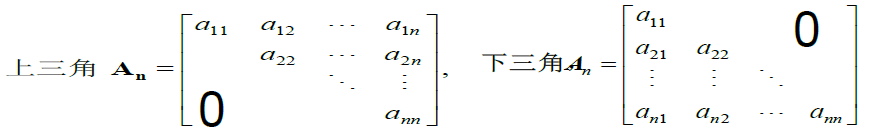 上三角 Aₙ = [a₁₁ a₁₂ ⋯ a₁ₙ
a₂₂ ⋯ a₂ₙ
⋱ ⋮
0 aₙₙ], 下三角Aₙ = [a₁₁ 0
a₂₁ a₂₂
⋮ ⋮ ⋱
aₙ₁ aₙ₂ ⋯ aₙₙ]